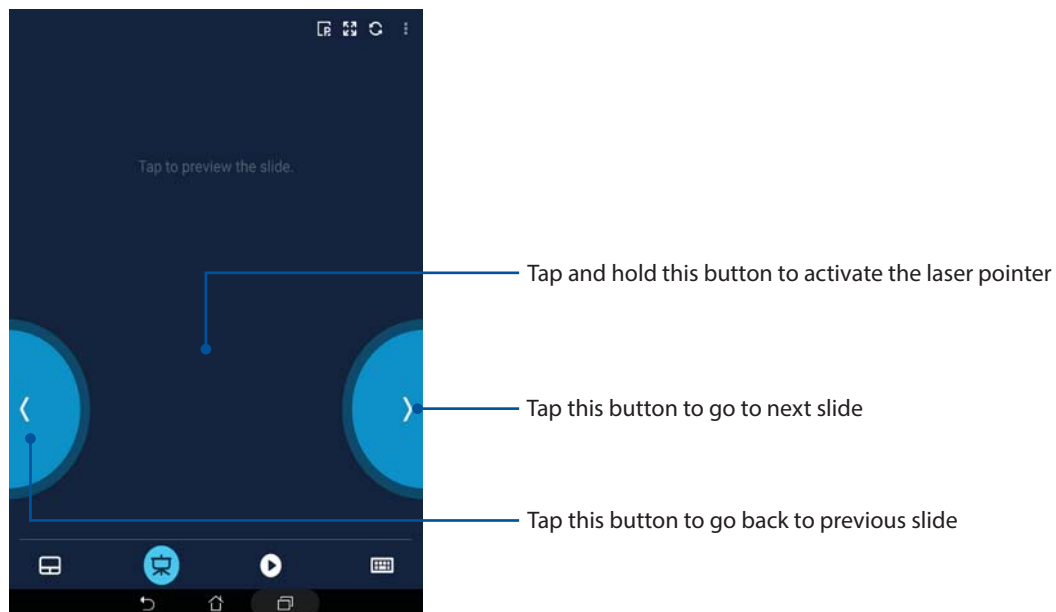 Tap to preview the slide.
Tap and hold this button to activate the laser pointer
Tap this button to go to next slide
Tap this button to go back to previous slide